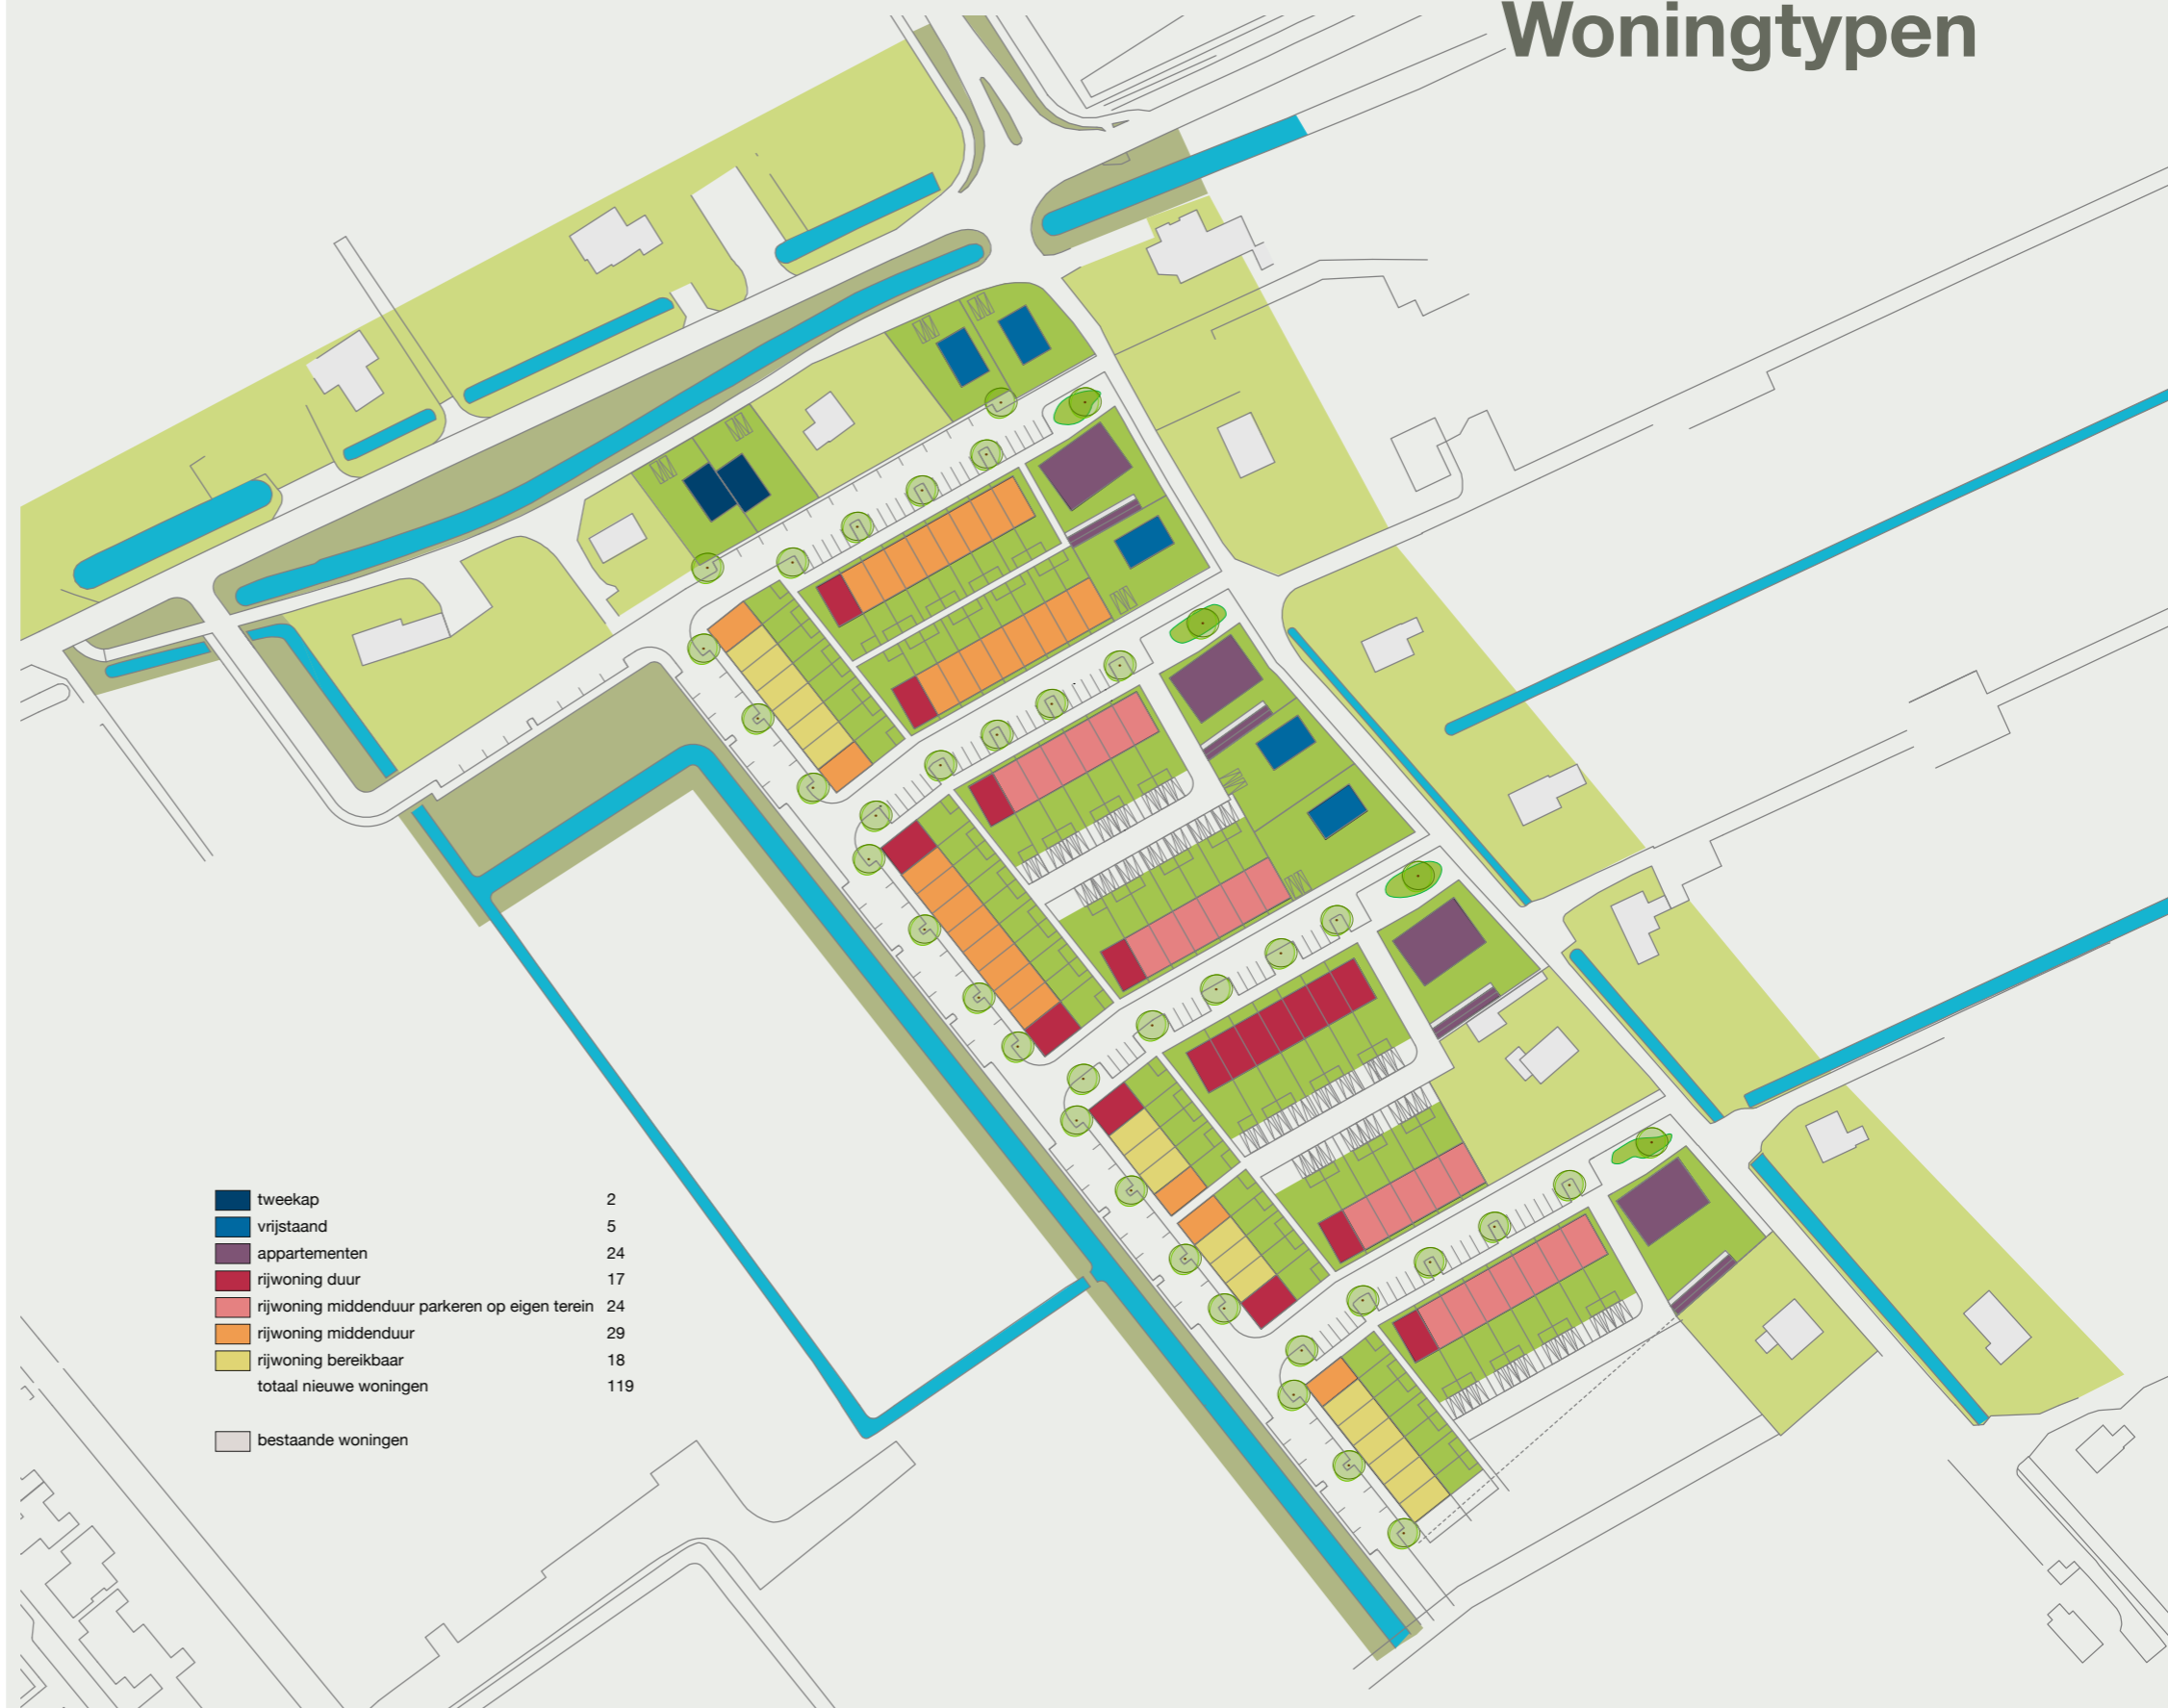 Woningtypen
tweekap 2
vrijstaand 5
appartementen 24
rijwoning duur 17
rijwoning middenduur parkeren op eigen terein 24
rijwoning middenduur 29
rijwoning bereikbaar 18
totaal nieuwe woningen 119
bestaande woningen